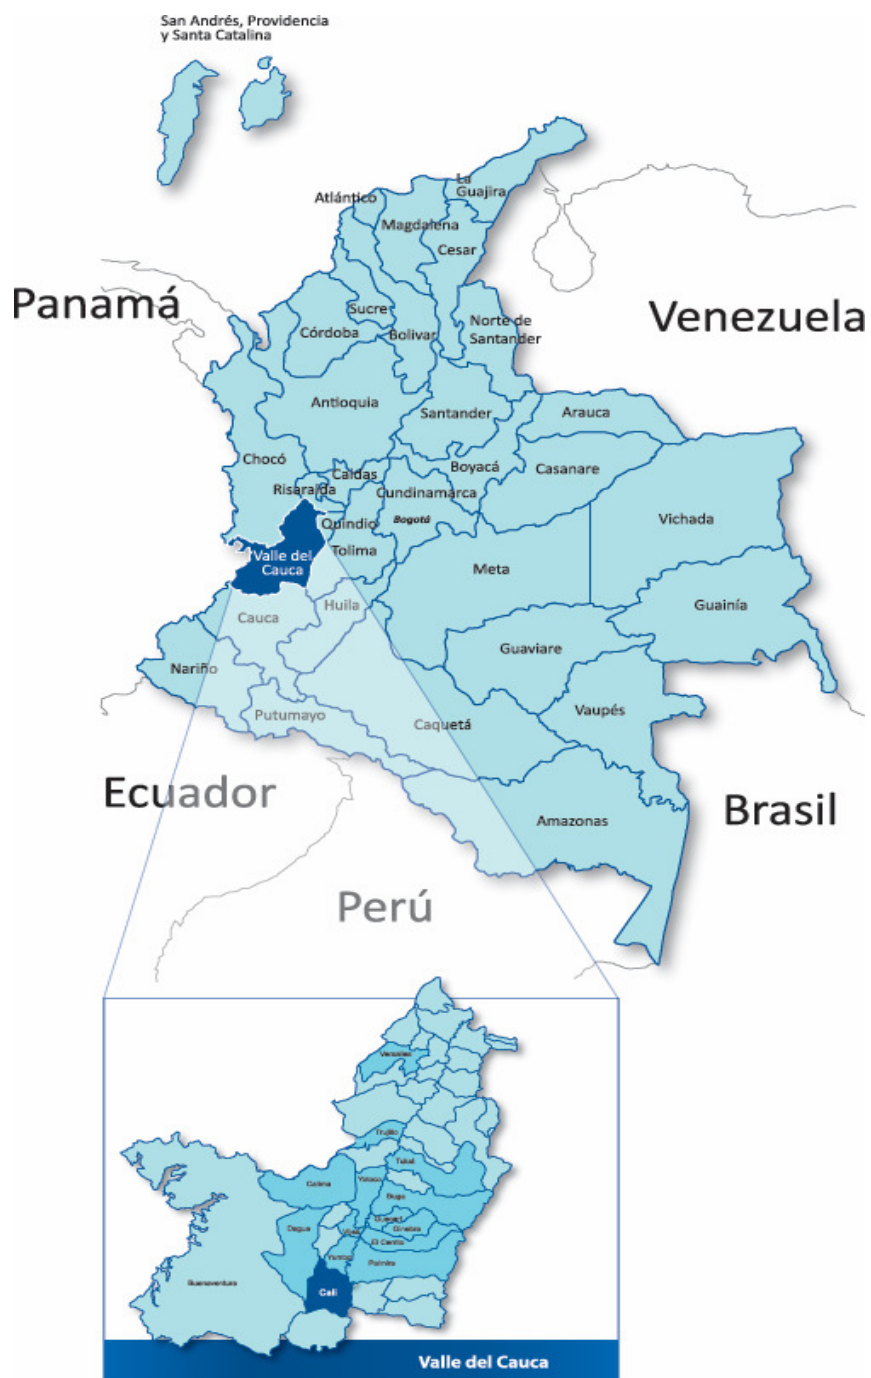 San Andrés, Providencia
y Santa Catalina
La
Guajira
Atlántico
Magdalena
Cesar
Panamá
Venezuela
Sucre
Córdoba
Bolivar
Norte de
Santander
Antioquia
Santander
Arauca
Chocó
Caldas
Boyacá
Casanare
Risaralda
Cundinamarca
Quindio
Bogotá
Vichada
Valle del
Cauca
Tolima
Meta
Cauca
Huila
Guainía
Guaviare
Nariño
Putumayo
Caquetá
Vaupés
Ecuador
Brasil
Amazonas
Perú
Versalles
Trujillo
Tuluá
Calima
Yotoco
Buga
Guacarí
Ginebra
Dagua
Vijes
El Cerrito
Yumbo
Palmira
Buenaventura
Cali
Valle del Cauca